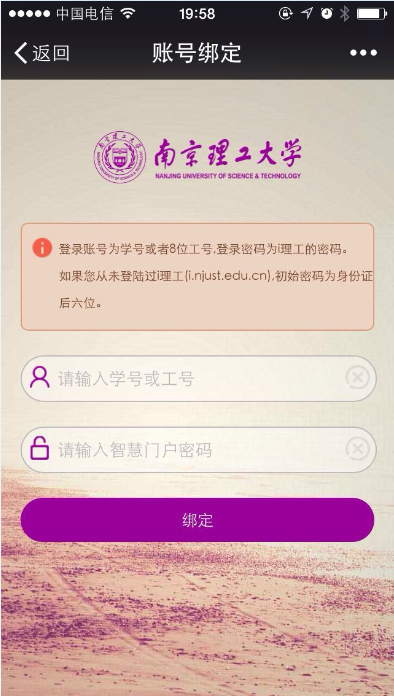 中国电信 19:58
返回 账号绑定
南京理工大学
NANJING UNIVERSITY OF SCIENCE & TECHNOLOGY
登录账号为学号或者8位工号,登录密码为i理工的密码。
如果您从未登陆过i理工(i.njust.edu.cn),初始密码为身份证
后六位。
请输入学号或工号
请输入智慧门户密码
绑定